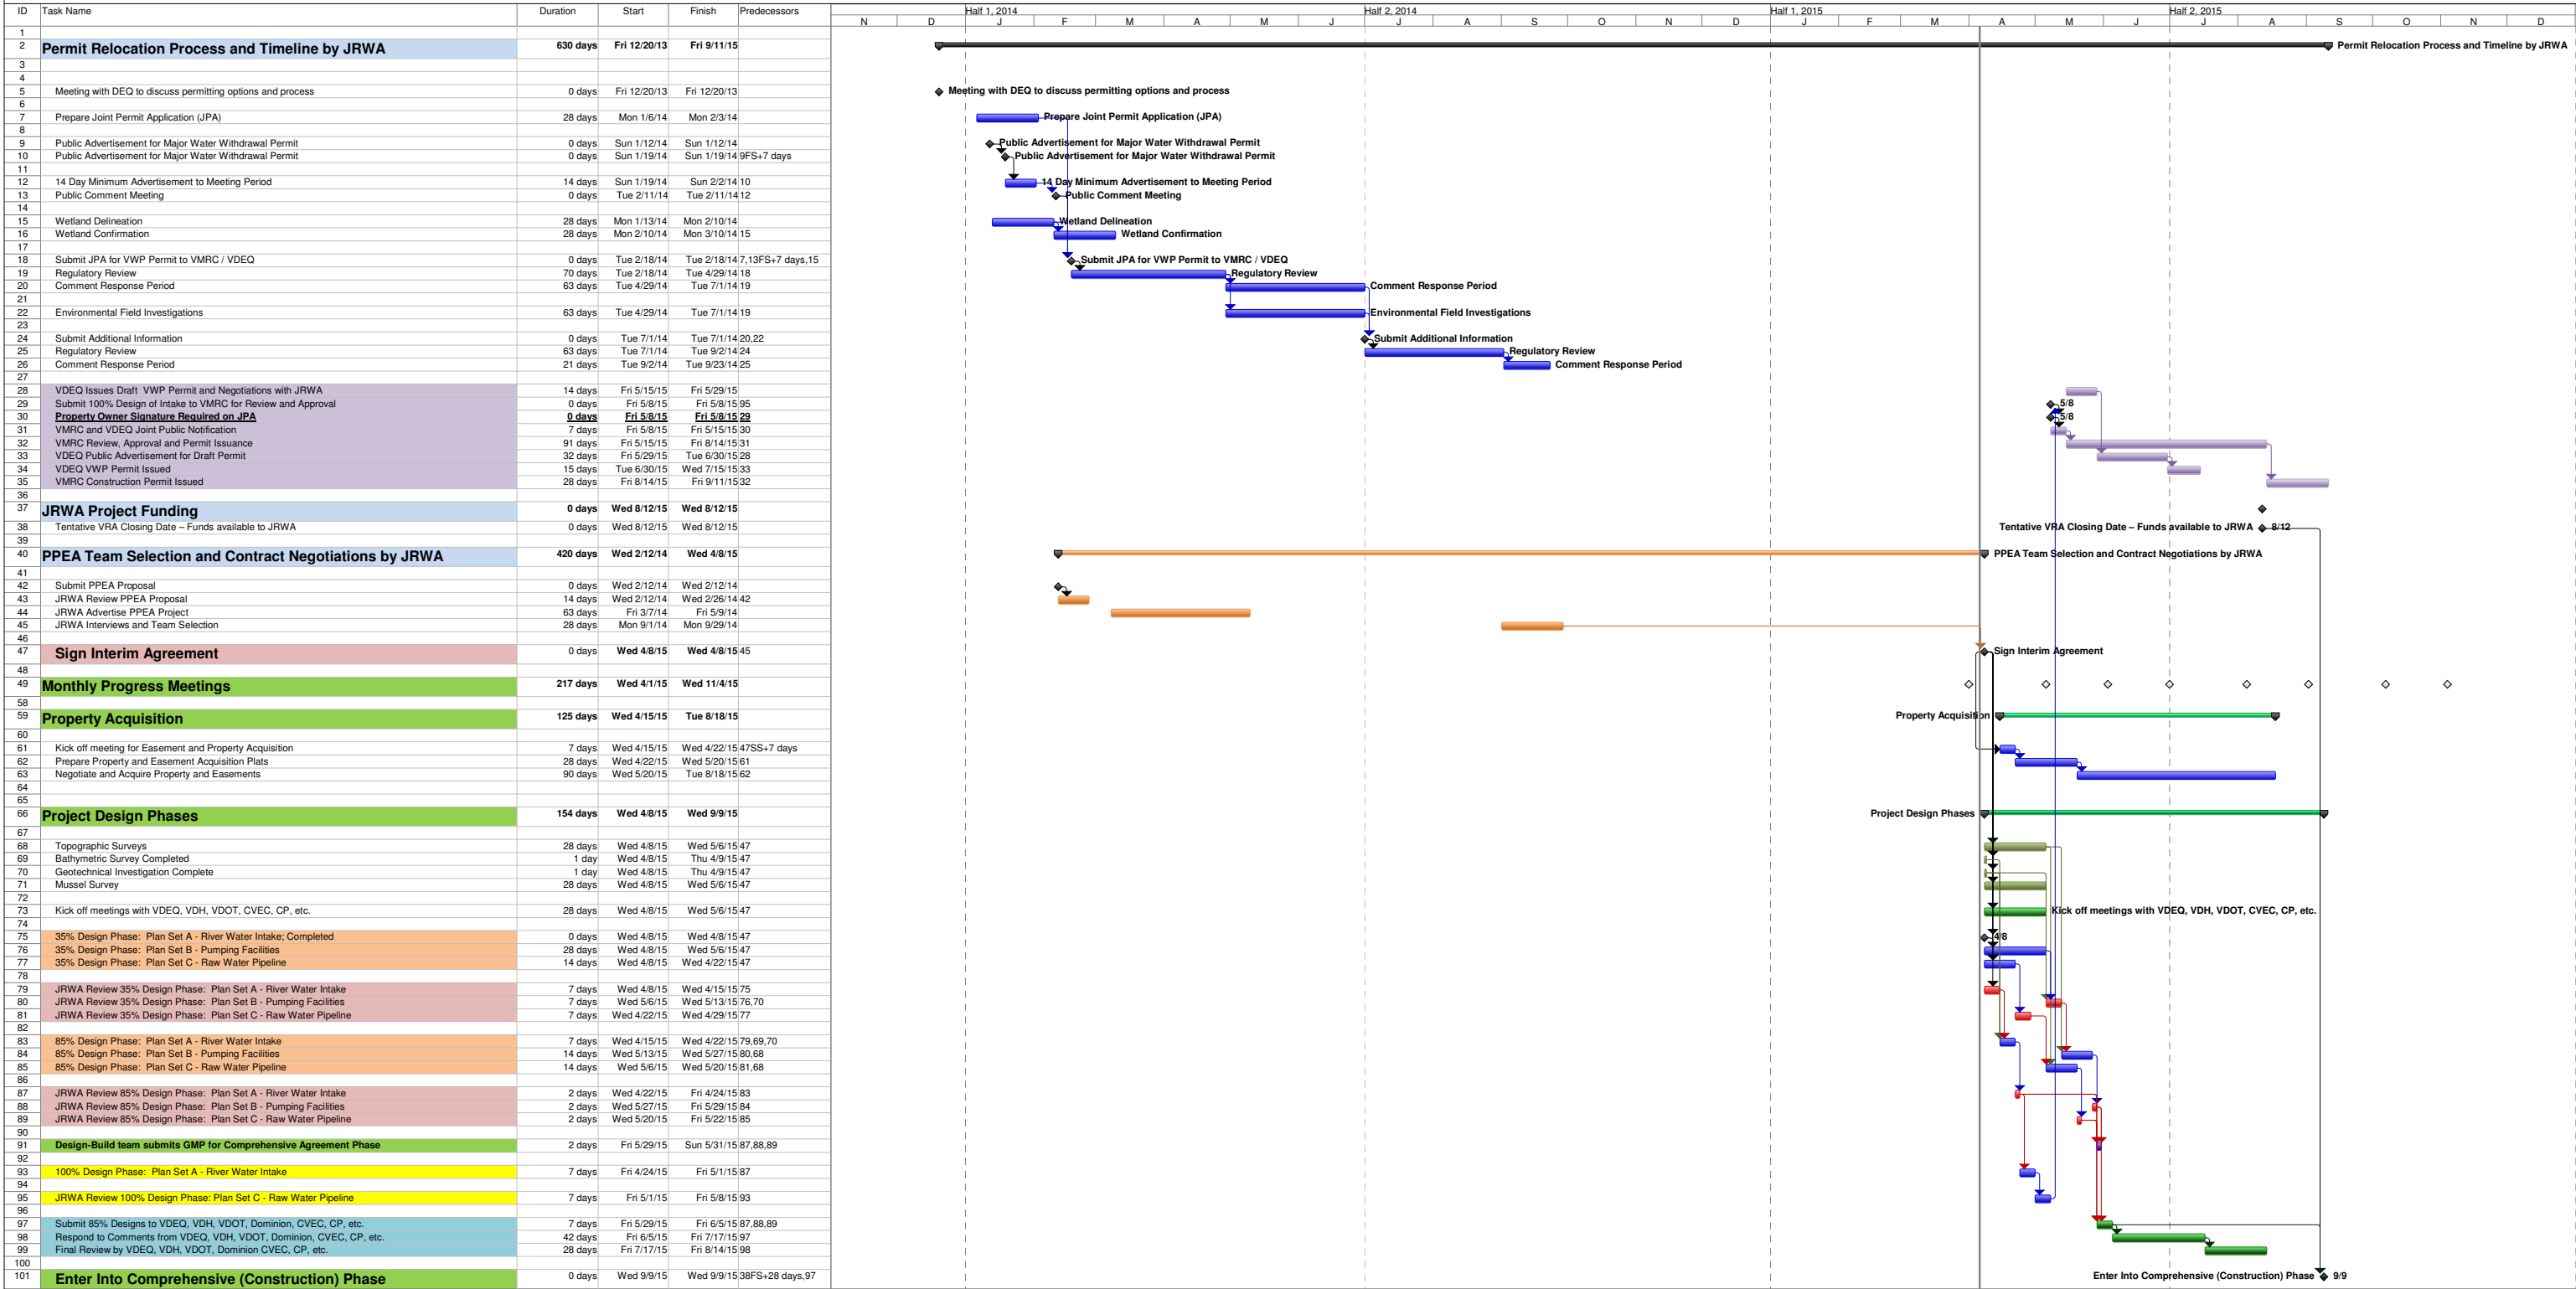 ID Task Name Duration Start Finish Predecessors
Half 1, 2014 Half 2, 2014 Half 1, 2015 Half 2, 2015
N D J F M A M J J A S O N D J F M A M J J A S O N D
1
2 Permit Relocation Process and Timeline by JRWA 630 days Fri 12/20/13 Fri 9/11/15 Permit Relocation Process and Timeline by JRWA
3
4
5 Meeting with DEQ to discuss permitting options and process 0 days Fri 12/20/13 Fri 12/20/13 Meeting with DEQ to discuss permitting options and process
6
7 Prepare Joint Permit Application (JPA) 28 days Mon 1/6/14 Mon 2/3/14 Prepare Joint Permit Application (JPA)
8
9 Public Advertisement for Major Water Withdrawal Permit 0 days Sun 1/12/14 Sun 1/12/14 Public Advertisement for Major Water Withdrawal Permit
10 Public Advertisement for Major Water Withdrawal Permit 0 days Sun 1/19/14 Sun 1/19/14 9FS+7 days Public Advertisement for Major Water Withdrawal Permit
11
12 14 Day Minimum Advertisement to Meeting Period 14 days Sun 1/19/14 Sun 2/2/14 10 14 Day Minimum Advertisement to Meeting Period
13 Public Comment Meeting 0 days Tue 2/11/14 Tue 2/11/14 12 Public Comment Meeting
14
15 Wetland Delineation 28 days Mon 1/13/14 Mon 2/10/14 Wetland Delineation
16 Wetland Confirmation 28 days Mon 2/10/14 Mon 3/10/14 15 Wetland Confirmation
17
18 Submit JPA for VWP Permit to VMRC / VDEQ 0 days Tue 2/18/14 Tue 2/18/14 7,13FS+7 days,15 Submit JPA for VWP Permit to VMRC / VDEQ
19 Regulatory Review 70 days Tue 2/18/14 Tue 4/29/14 18 Regulatory Review
20 Comment Response Period 63 days Tue 4/29/14 Tue 7/1/14 19 Comment Response Period
21
22 Environmental Field Investigations 63 days Tue 4/29/14 Tue 7/1/14 19 Environmental Field Investigations
23
24 Submit Additional Information 0 days Tue 7/1/14 Tue 7/1/14 20,22 Submit Additional Information
25 Regulatory Review 63 days Tue 7/1/14 Tue 9/2/14 24 Regulatory Review
26 Comment Response Period 21 days Tue 9/2/14 Tue 9/23/14 25 Comment Response Period
27
28 VDEQ Issues Draft VWP Permit and Negotiations with JRWA 14 days Fri 5/15/15 Fri 5/29/15
29 Submit 100% Design of Intake to VMRC for Review and Approval 0 days Fri 5/8/15 Fri 5/8/15 95 5/8
30 Property Owner Signature Required on JPA 0 days Fri 5/8/15 Fri 5/8/15 29 5/8
31 VMRC and VDEQ Joint Public Notification 7 days Fri 5/8/15 Fri 5/15/15 30
32 VMRC Review, Approval and Permit Issuance 91 days Fri 5/15/15 Fri 8/14/15 31
33 VDEQ Public Advertisement for Draft Permit 32 days Fri 5/29/15 Tue 6/30/15 28
34 VDEQ VWP Permit Issued 15 days Tue 6/30/15 Wed 7/15/15 33
35 VMRC Construction Permit Issued 28 days Fri 8/14/15 Fri 9/11/15 32
36
37 JRWA Project Funding 0 days Wed 8/12/15 Wed 8/12/15
38 Tentative VRA Closing Date – Funds available to JRWA 0 days Wed 8/12/15 Wed 8/12/15 Tentative VRA Closing Date – Funds available to JRWA 8/12
39
40 PPEA Team Selection and Contract Negotiations by JRWA 420 days Wed 2/12/14 Wed 4/8/15 PPEA Team Selection and Contract Negotiations by JRWA
41
42 Submit PPEA Proposal 0 days Wed 2/12/14 Wed 2/12/14
43 JRWA Review PPEA Proposal 14 days Wed 2/12/14 Wed 2/26/14 42
44 JRWA Advertise PPEA Project 63 days Fri 3/7/14 Fri 5/9/14
45 JRWA Interviews and Team Selection 28 days Mon 9/1/14 Mon 9/29/14
46
47 Sign Interim Agreement 0 days Wed 4/8/15 Wed 4/8/15 45 Sign Interim Agreement
48
49 Monthly Progress Meetings 217 days Wed 4/1/15 Wed 11/4/15
58
59 Property Acquisition 125 days Wed 4/15/15 Tue 8/18/15 Property Acquisition
60
61 Kick off meeting for Easement and Property Acquisition 7 days Wed 4/15/15 Wed 4/22/15 47SS+7 days
62 Prepare Property and Easement Acquisition Plats 28 days Wed 4/22/15 Wed 5/20/15 61
63 Negotiate and Acquire Property and Easements 90 days Wed 5/20/15 Tue 8/18/15 62
64
65
66 Project Design Phases 154 days Wed 4/8/15 Wed 9/9/15 Project Design Phases
67
68 Topographic Surveys 28 days Wed 4/8/15 Wed 5/6/15 47
69 Bathymetric Survey Completed 1 day Wed 4/8/15 Thu 4/9/15 47
70 Geotechnical Investigation Complete 1 day Wed 4/8/15 Thu 4/9/15 47
71 Mussel Survey 28 days Wed 4/8/15 Wed 5/6/15 47
72
73 Kick off meetings with VDEQ, VDH, VDOT, CVEC, CP, etc. 28 days Wed 4/8/15 Wed 5/6/15 47 Kick off meetings with VDEQ, VDH, VDOT, CVEC, CP, etc.
74
75 35% Design Phase: Plan Set A - River Water Intake; Completed 0 days Wed 4/8/15 Wed 4/8/15 47 4/8
76 35% Design Phase: Plan Set B - Pumping Facilities 28 days Wed 4/8/15 Wed 5/6/15 47
77 35% Design Phase: Plan Set C - Raw Water Pipeline 14 days Wed 4/8/15 Wed 4/22/15 47
78
79 JRWA Review 35% Design Phase: Plan Set A - River Water Intake 7 days Wed 4/8/15 Wed 4/15/15 75
80 JRWA Review 35% Design Phase: Plan Set B - Pumping Facilities 7 days Wed 5/6/15 Wed 5/13/15 76,70
81 JRWA Review 35% Design Phase: Plan Set C - Raw Water Pipeline 7 days Wed 4/22/15 Wed 4/29/15 77
82
83 85% Design Phase: Plan Set A - River Water Intake 7 days Wed 4/15/15 Wed 4/22/15 79,69,70
84 85% Design Phase: Plan Set B - Pumping Facilities 14 days Wed 5/13/15 Wed 5/27/15 80,68
85 85% Design Phase: Plan Set C - Raw Water Pipeline 14 days Wed 5/6/15 Wed 5/20/15 81,68
86
87 JRWA Review 85% Design Phase: Plan Set A - River Water Intake 2 days Wed 4/22/15 Fri 4/24/15 83
88 JRWA Review 85% Design Phase: Plan Set B - Pumping Facilities 2 days Wed 5/27/15 Fri 5/29/15 84
89 JRWA Review 85% Design Phase: Plan Set C - Raw Water Pipeline 2 days Wed 5/20/15 Fri 5/22/15 85
90
91 Design-Build team submits GMP for Comprehensive Agreement Phase 2 days Fri 5/29/15 Sun 5/31/15 87,88,89
92
93 100% Design Phase: Plan Set A - River Water Intake 7 days Fri 4/24/15 Fri 5/1/15 87
94
95 JRWA Review 100% Design Phase: Plan Set C - Raw Water Pipeline 7 days Fri 5/1/15 Fri 5/8/15 93
96
97 Submit 85% Designs to VDEQ, VDH, VDOT, Dominion, CVEC, CP, etc. 7 days Fri 5/29/15 Fri 6/5/15 87,88,89
98 Respond to Comments from VDEQ, VDH, VDOT, Dominion, CVEC, CP, etc. 42 days Fri 6/5/15 Fri 7/17/15 97
99 Final Review by VDEQ, VDH, VDOT, Dominion CVEC, CP, etc. 28 days Fri 7/17/15 Fri 8/14/15 98
100
101 Enter Into Comprehensive (Construction) Phase 0 days Wed 9/9/15 Wed 9/9/15 38FS+28 days,97 Enter Into Comprehensive (Construction) Phase 9/9